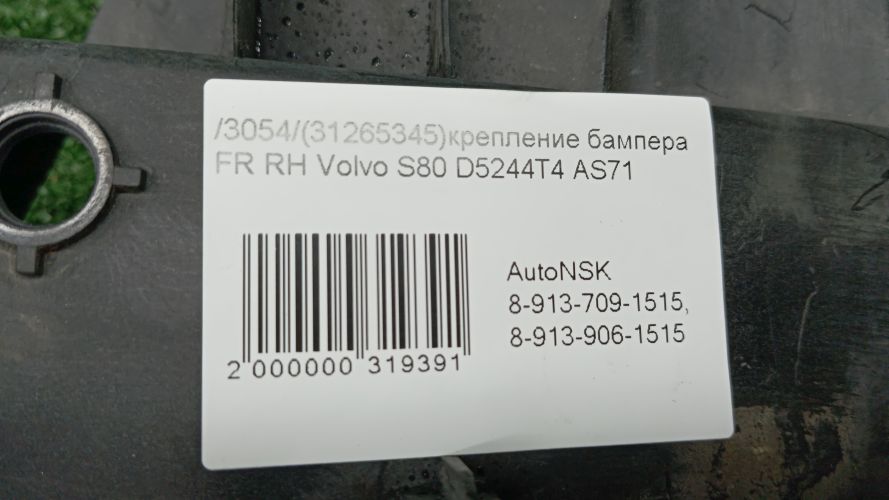 /3054/(31265345)крепление бампера
FR RH Volvo S80 D5244T4 AS71
AutoNSK
8-913-709-1515,
8-913-906-1515
2 000000 319391